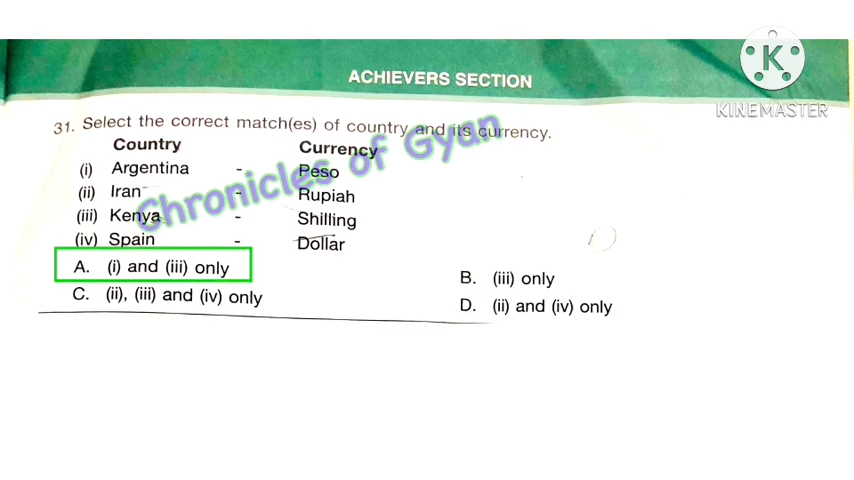 ACHIEVERS SECTION
K
KINEMASTER
31. Select the correct match(es) of country and its currency.
Country Currency
(i) Argentina - Peso
(ii) Iran - Rupiah
(iii) Kenya - Shilling
(iv) Spain - Dollar
Chronicles of Gyan
A. (i) and (iii) only
B. (iii) only
C. (ii), (iii) and (iv) only
D. (ii) and (iv) only